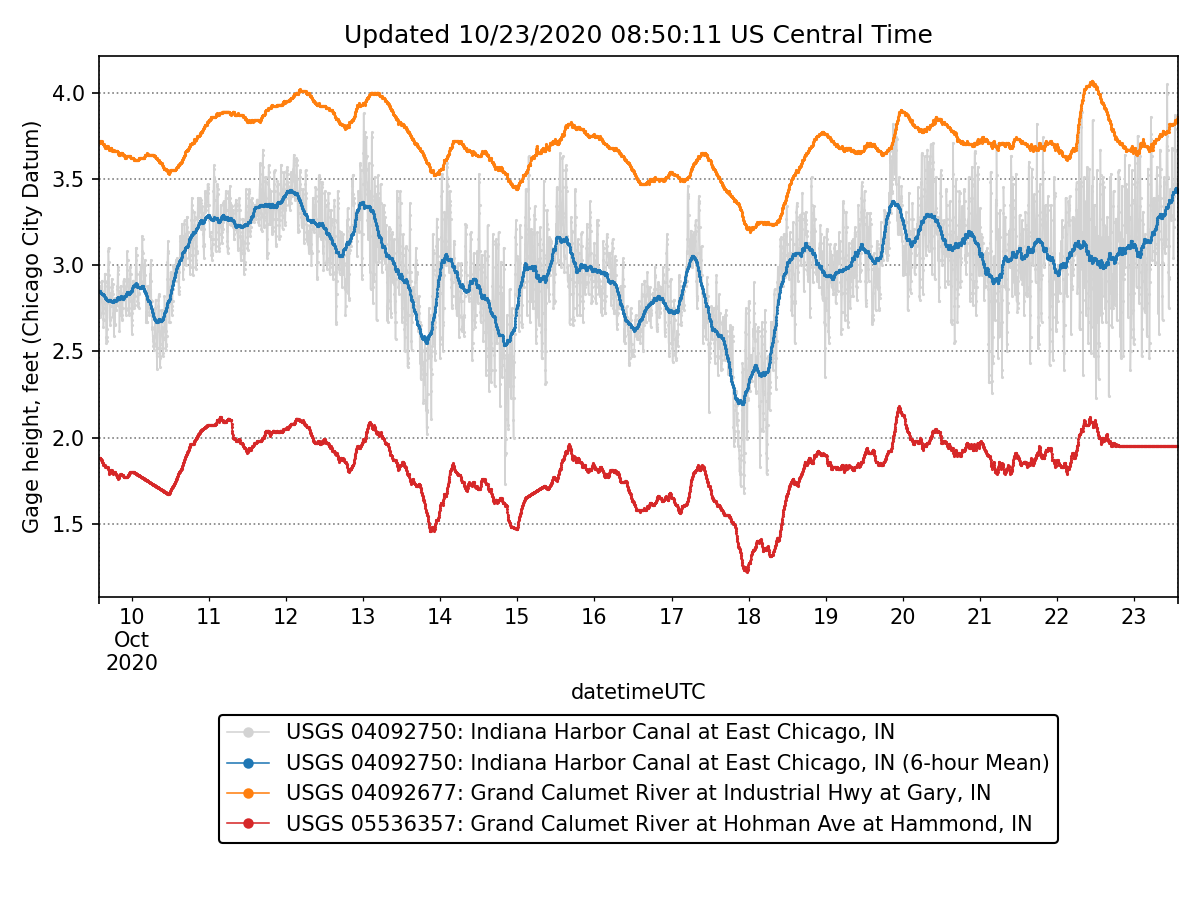 Updated 10/23/2020 08:50:11 US Central Time
Gage height, feet (Chicago City Datum)
4.0
3.5
3.0
2.5
2.0
1.5
10 11 12 13 14 15 16 17 18 19 20 21 22 23
Oct
2020
datetimeUTC
USGS 04092750: Indiana Harbor Canal at East Chicago, IN
USGS 04092750: Indiana Harbor Canal at East Chicago, IN (6-hour Mean)
USGS 04092677: Grand Calumet River at Industrial Hwy at Gary, IN
USGS 05536357: Grand Calumet River at Hohman Ave at Hammond, IN